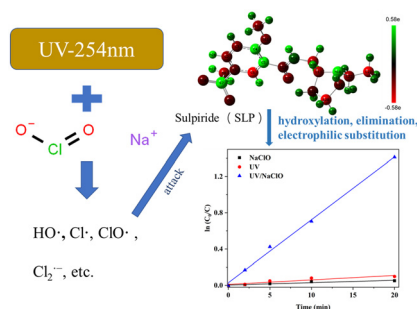 UV-254nm
O⁻
O
Cl
Na⁺
0.58e
-0.58e
Sulpiride（SLP）
attack
hydroxylation, elimination,
electrophilic substitution
HO·, Cl·, ClO· ,
Cl₂·⁻, etc.
NaClO
UV
UV/NaClO
ln (C₀/C)
1.2
0.8
0.4
0.0
0 5 10 15 20
Time (min)